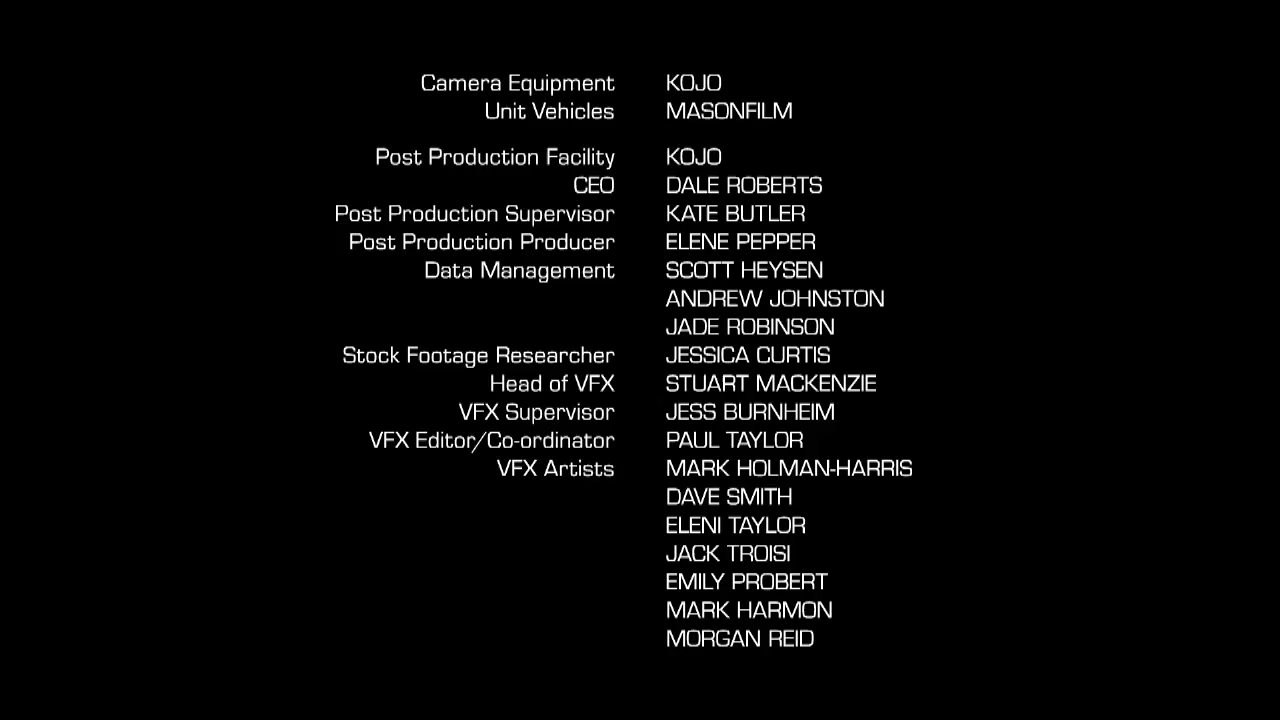 Camera Equipment KOJO
Unit Vehicles MASONFILM
Post Production Facility KOJO
CEO DALE ROBERTS
Post Production Supervisor KATE BUTLER
Post Production Producer ELENE PEPPER
Data Management SCOTT HEYSEN
ANDREW JOHNSTON
JADE ROBINSON
Stock Footage Researcher JESSICA CURTIS
Head of VFX STUART MACKENZIE
VFX Supervisor JESS BURNHEIM
VFX Editor/Co-ordinator PAUL TAYLOR
VFX Artists MARK HOLMAN-HARRIS
DAVE SMITH
ELENI TAYLOR
JACK TROISI
EMILY PROBERT
MARK HARMON
MORGAN REID